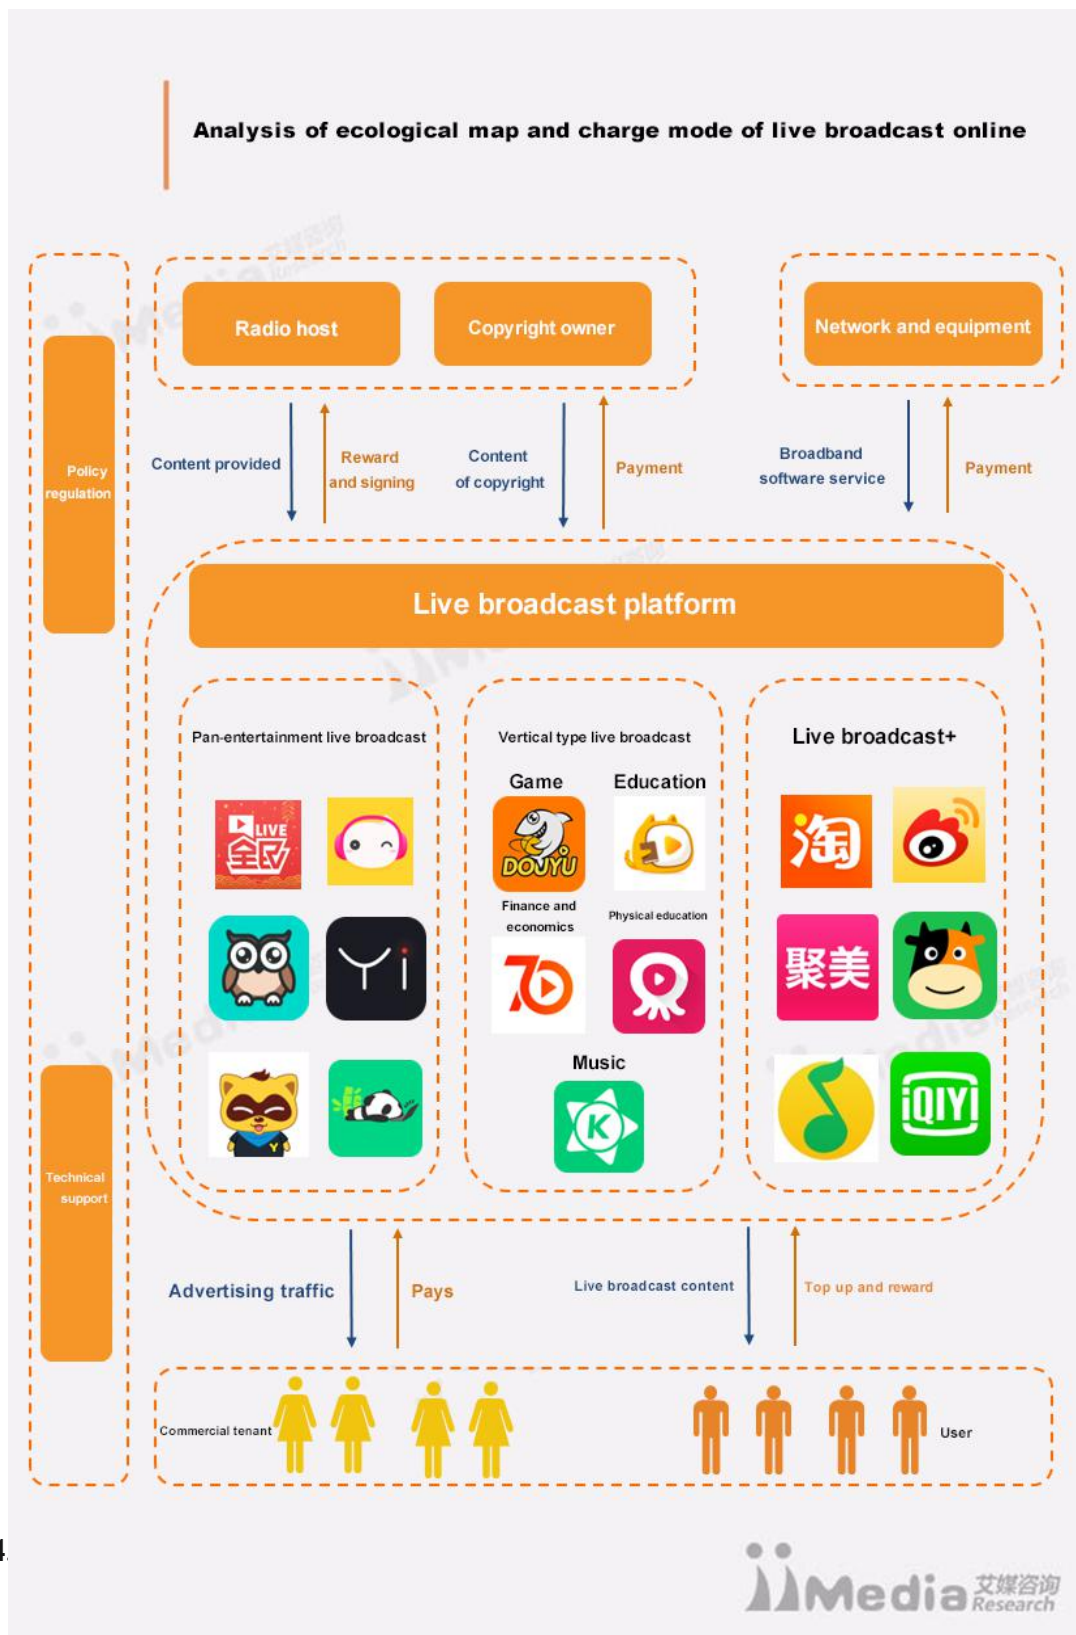 Analysis of ecological map and charge mode of live broadcast online
Radio host
Copyright owner
Network and equipment
Policy
regulation
Content provided
Reward
and signing
Content
of copyright
Payment
Broadband
software service
Payment
Live broadcast platform
Pan-entertainment live broadcast
LIVE
全民
Yi
Y
Vertical type live broadcast
Game
Education
DOUYU
Finance and
economics
Physical education
70
Music
K
Live broadcast+
淘
聚美
iQIYI
Technical
support
Advertising traffic
Pays
Live broadcast content
Top up and reward
Commercial tenant
User
4.
iiMedia 艾媒咨询
Research